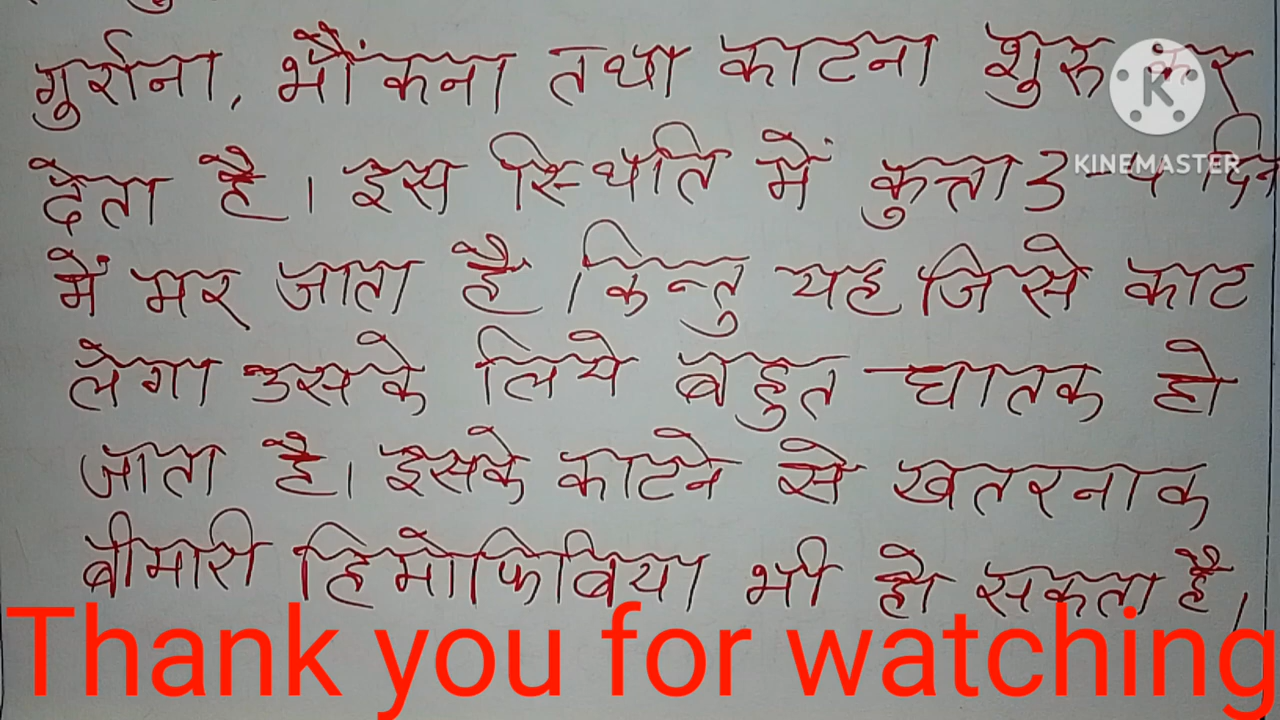 गुर्राना, भौंकना तथा काटना शुरू कर
देता है। इस स्थिति में कुत्ता 3-4 दिन
में मर जाता है। किन्तु यह जिसे काट
लेगा उसके लिये बहुत घातक हो
जाता है। इसके काटने से खतरनाक
बीमारी हिमोफिबिया भी हो सकता है।
KINEMASTER
Thank you for watching